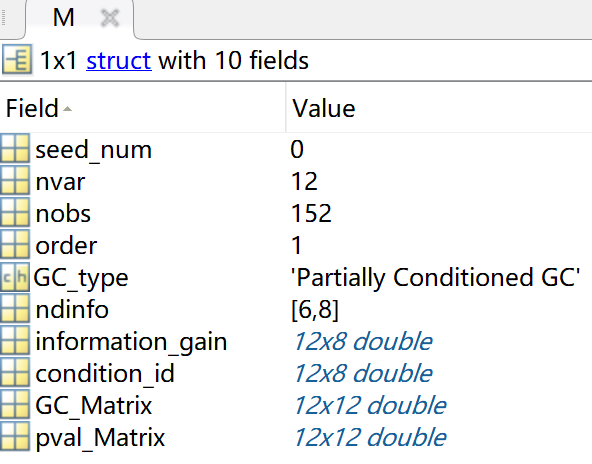 M
1x1 struct with 10 fields
Field Value
seed_num 0
nvar 12
nobs 152
order 1
ch GC_type 'Partially Conditioned GC'
ndinfo [6,8]
information_gain 12x8 double
condition_id 12x8 double
GC_Matrix 12x12 double
pval_Matrix 12x12 double